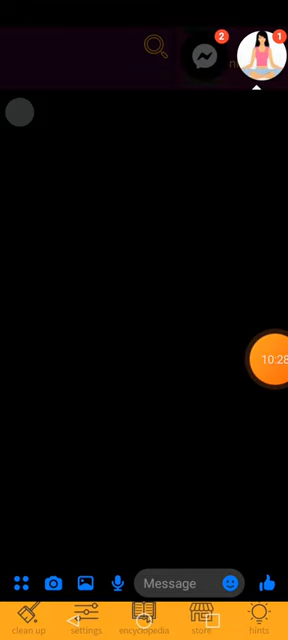 2
1
n
10:28
Message
clean up
settings
encyclopedia
store
hints